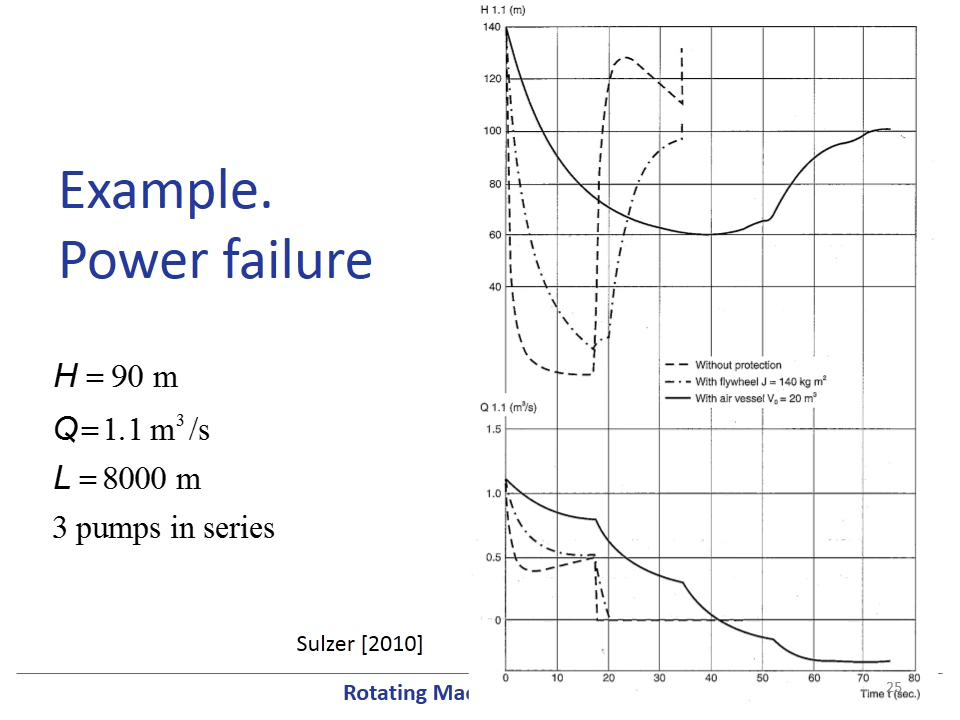 Example.
Power failure
H = 90 m
Q = 1.1 m³/s
L = 8000 m
3 pumps in series
Sulzer [2010]
Rotating Mac
H 1.1 (m)
140
120
100
80
60
40
Without protection
With flywheel J = 140 kg m²
With air vessel V₀ = 20 m³
Q 1.1 (m³/s)
1.5
1.0
0.5
0
-0.4
0 10 20 30 40 50 60 70 80
25
Time t (sec.)